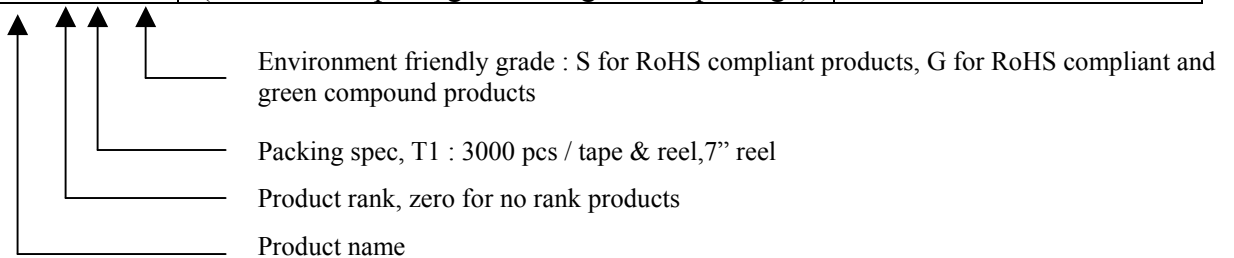 Environment friendly grade : S for RoHS compliant products, G for RoHS compliant and
green compound products
Packing spec, T1 : 3000 pcs / tape & reel,7” reel
Product rank, zero for no rank products
Product name